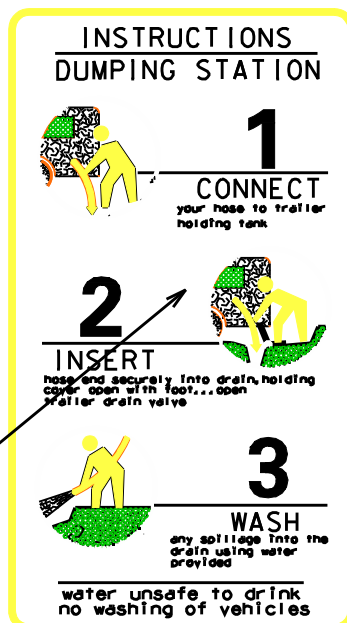 INSTRUCTIONS
DUMPING STATION
1
CONNECT
your hose to trailer
holding tank
2
INSERT
hose end securely into drain, holding
cover open with foot...open
trailer drain valve
3
WASH
any spillage into the
drain using water
provided
water unsafe to drink
no washing of vehicles